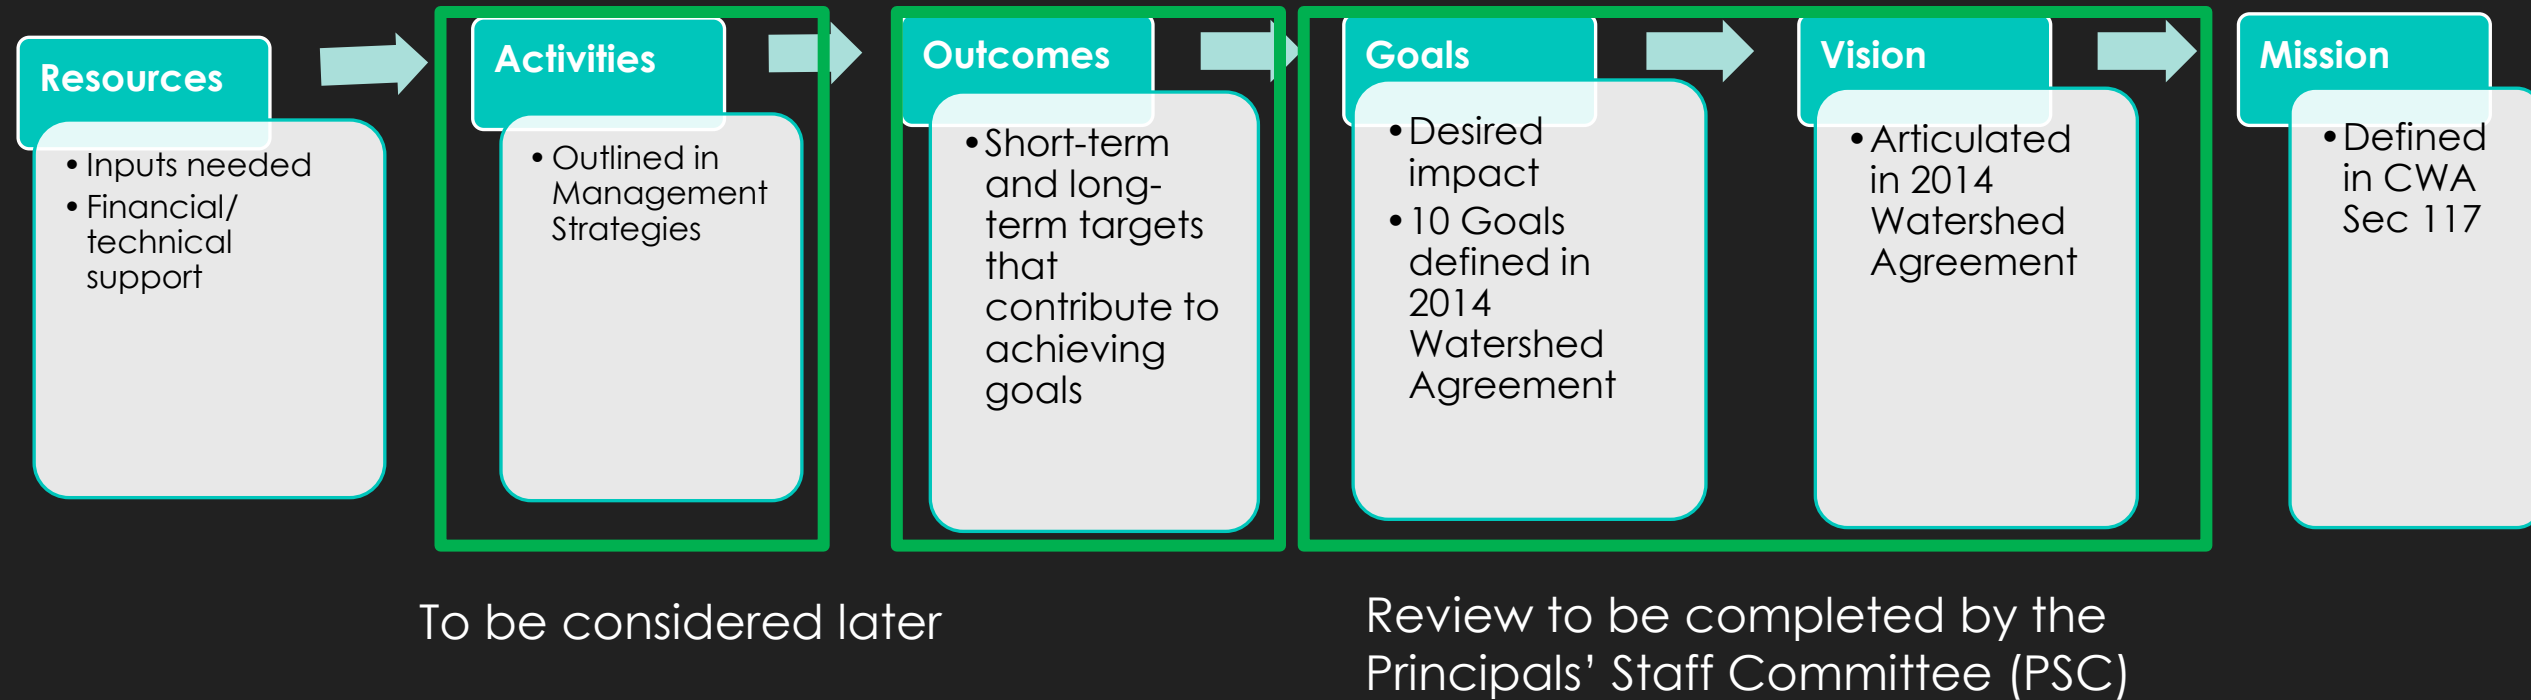 Resources
• Inputs needed
• Financial/
technical
support
Activities
• Outlined in
Management
Strategies
Outcomes
• Short-term
and long-
term targets
that
contribute to
achieving
goals
Goals
• Desired
impact
• 10 Goals
defined in
2014
Watershed
Agreement
Vision
• Articulated
in 2014
Watershed
Agreement
Mission
• Defined
in CWA
Sec 117
To be considered later
Review to be completed by the
Principals’ Staff Committee (PSC)